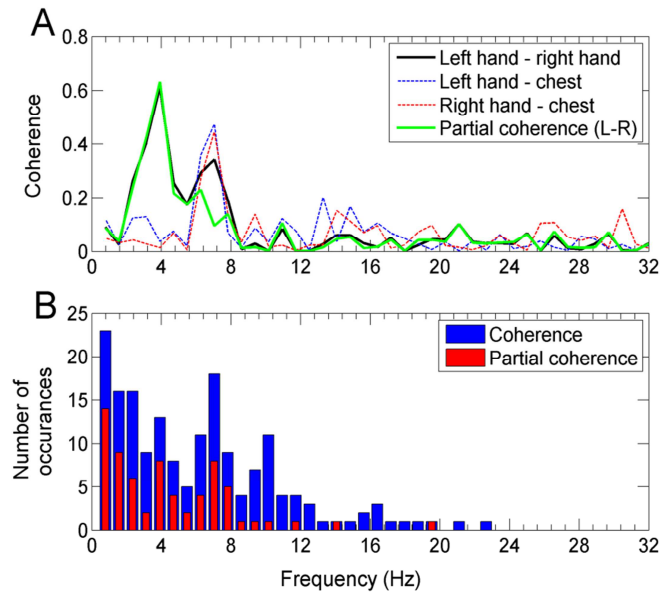 A
0.8
0.6
0.4
0.2
0
Coherence
Left hand - right hand
Left hand - chest
Right hand - chest
Partial coherence (L-R)
0 4 8 12 16 20 24 28 32
B
25
20
15
10
5
0
Number of
occurances
Coherence
Partial coherence
0 4 8 12 16 20 24 28 32
Frequency (Hz)